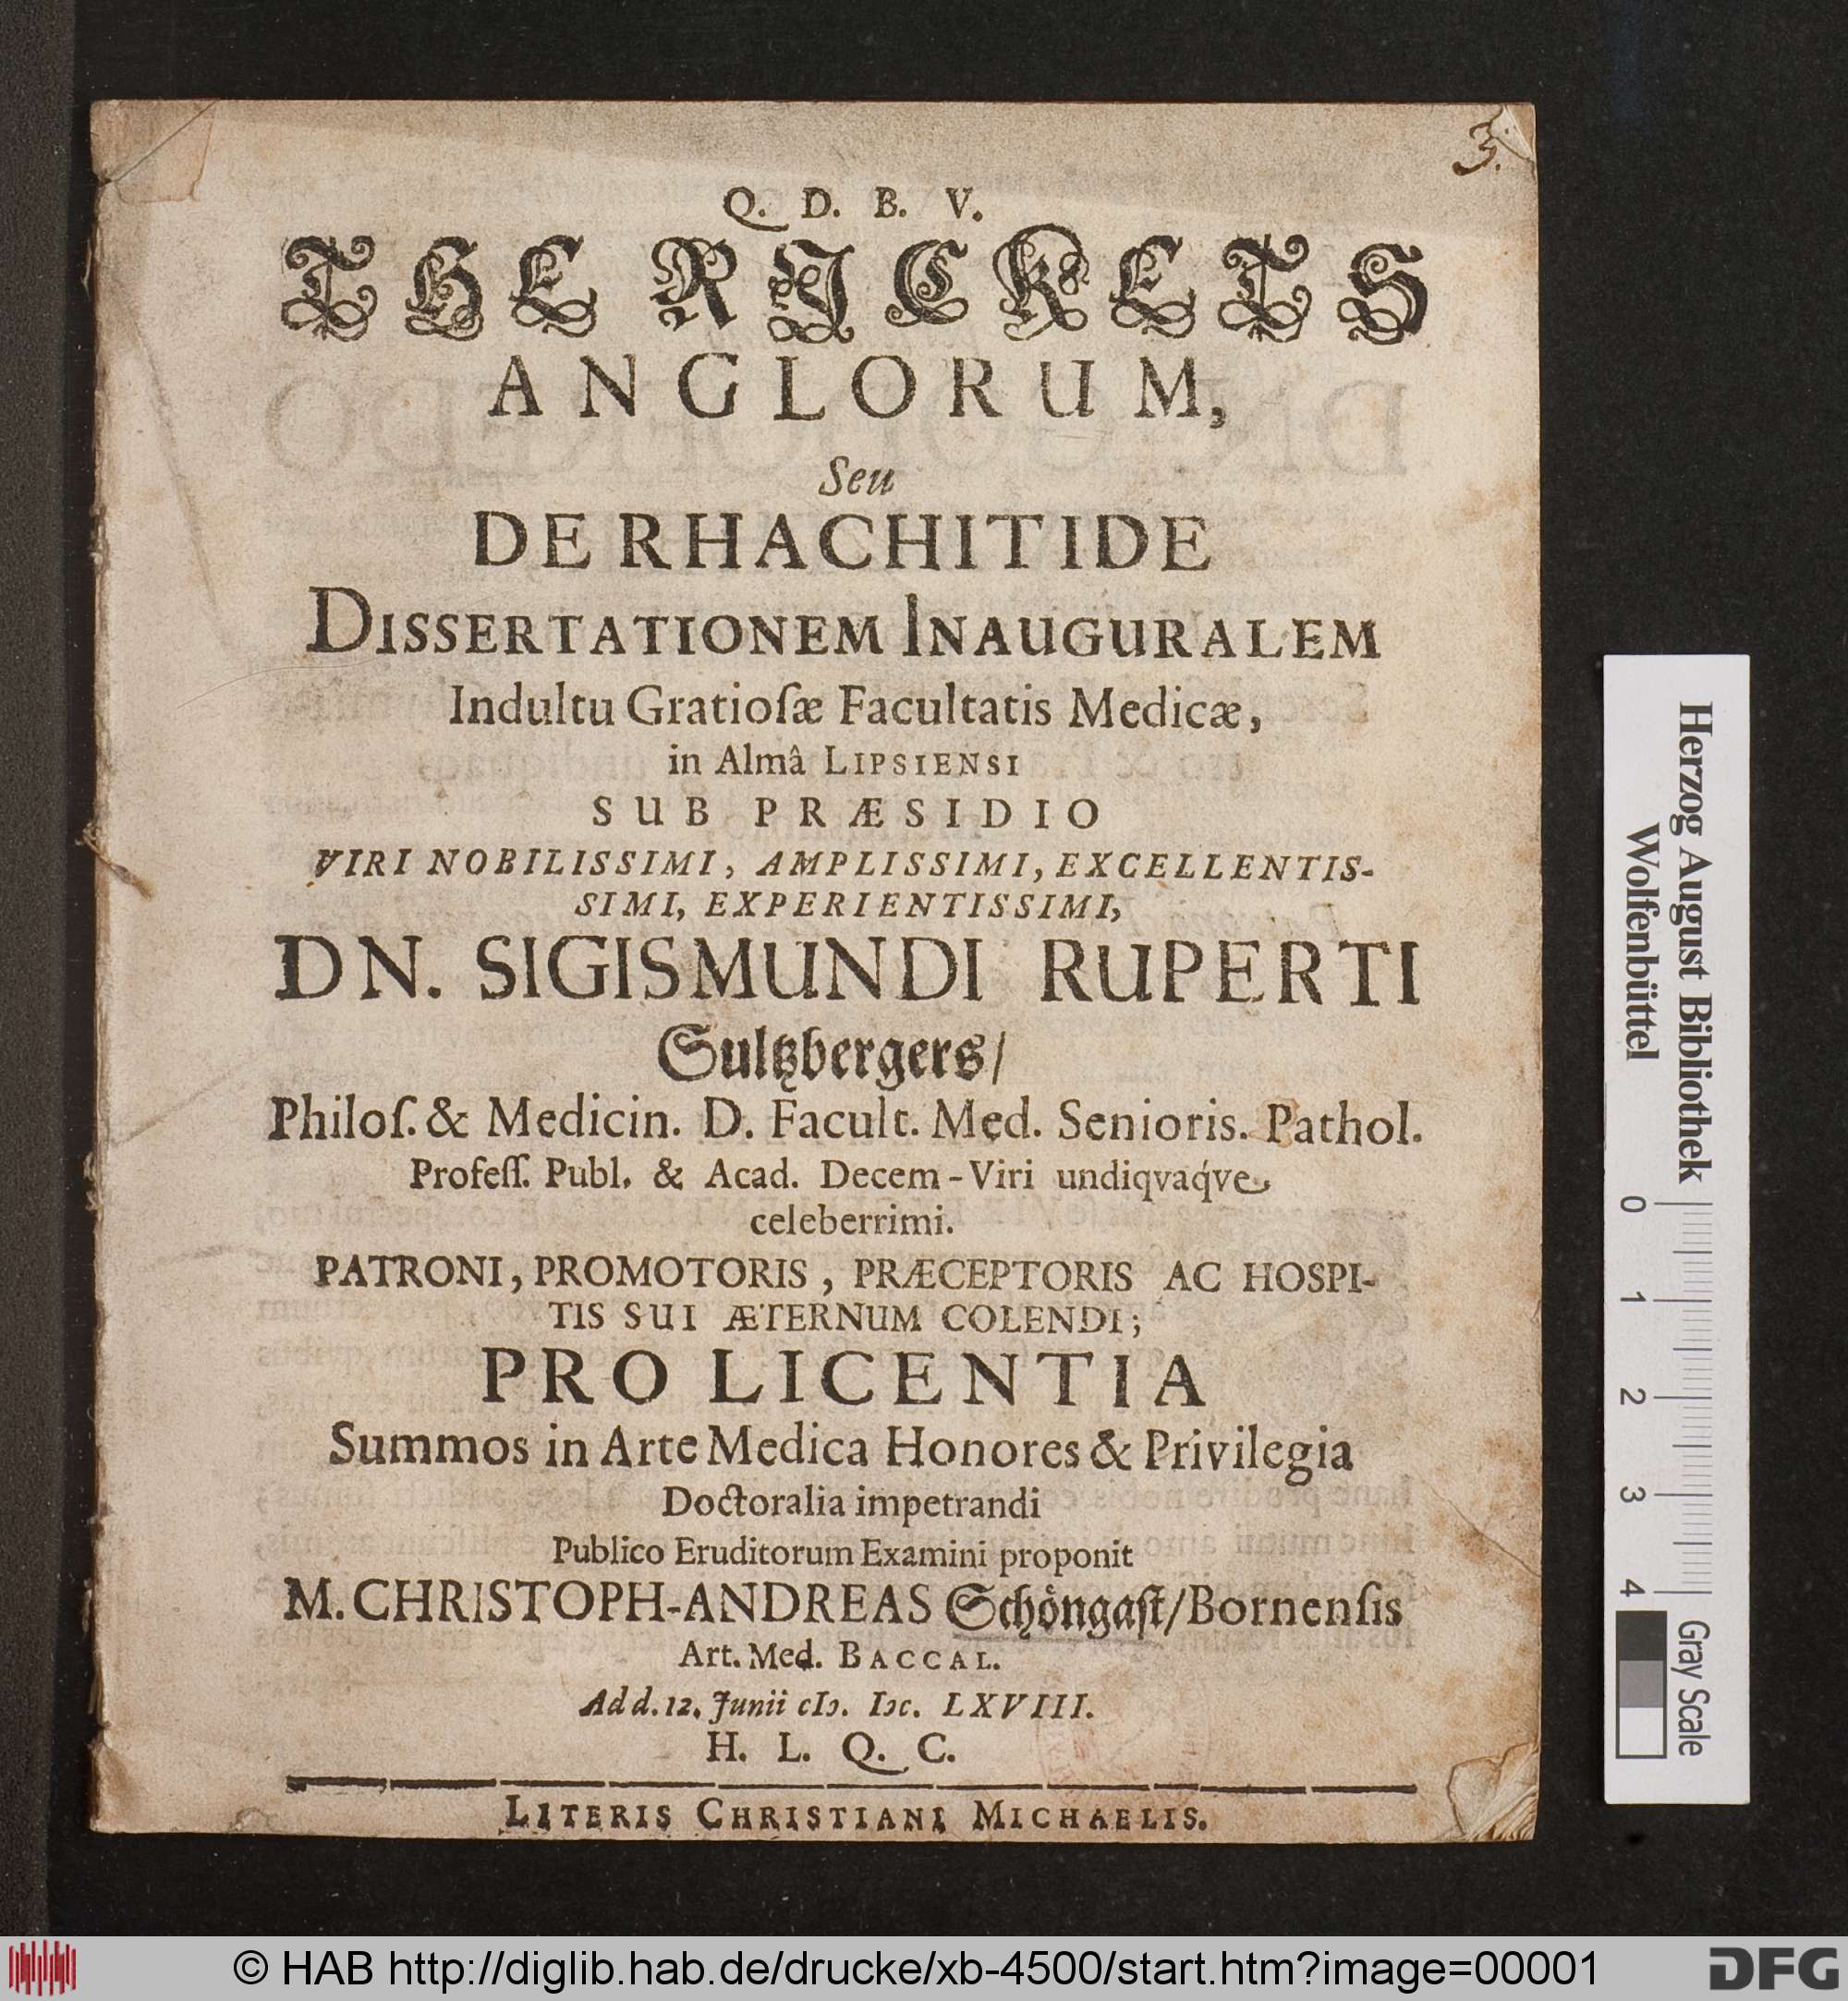 3.
Q. D. B. V.
THE RYCKETS
ANGLORUM,
Seu
DE RHACHITIDE
DISSERTATIONEM INAUGURALEM
Indultu Gratioſæ Facultatis Medicæ,
in Almâ LIPSIENSI
SUB PRÆSIDIO
VIRI NOBILISSIMI, AMPLISSIMI, EXCELLENTIS-
SIMI, EXPERIENTISSIMI,
DN. SIGISMUNDI RUPERTI
Sultzbergers/
Philoſ. & Medicin. D. Facult. Med. Senioris. Pathol.
Profeſſ. Publ. & Acad. Decem-Viri undiqvaq́ve
celeberrimi.
PATRONI, PROMOTORIS, PRÆCEPTORIS AC HOSPI-
TIS SUI ÆTERNUM COLENDI;
PRO LICENTIA
Summos in Arte Medica Honores & Privilegia
Doctoralia impetrandi
Publico Eruditorum Examini proponit
M. CHRISTOPH-ANDREAS Schoͤngaſt/Bornenſis
Art. Med. BACCAL.
Ad d. 12. Junii cIↄ. Iↄc. LXVIII.
H. L. Q. C.
LITERIS CHRISTIANI MICHAELIS.
Herzog August Bibliothek
Wolfenbüttel
0 1 2 3 4
Gray Scale
© HAB http://diglib.hab.de/drucke/xb-4500/start.htm?image=00001
DFG